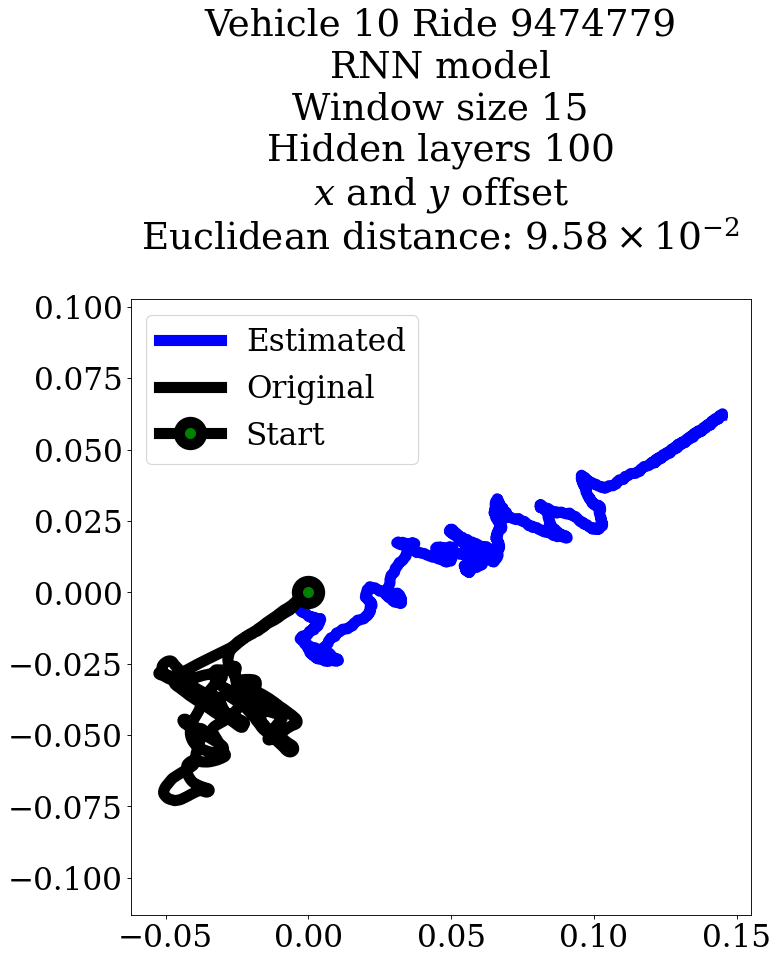 Vehicle 10 Ride 9474779
RNN model
Window size 15
Hidden layers 100
x and y offset
Euclidean distance: 9.58 × 10⁻²
0.100
0.075
0.050
0.025
0.000
−0.025
−0.050
−0.075
−0.100
Estimated
Original
Start
−0.05 0.00 0.05 0.10 0.15